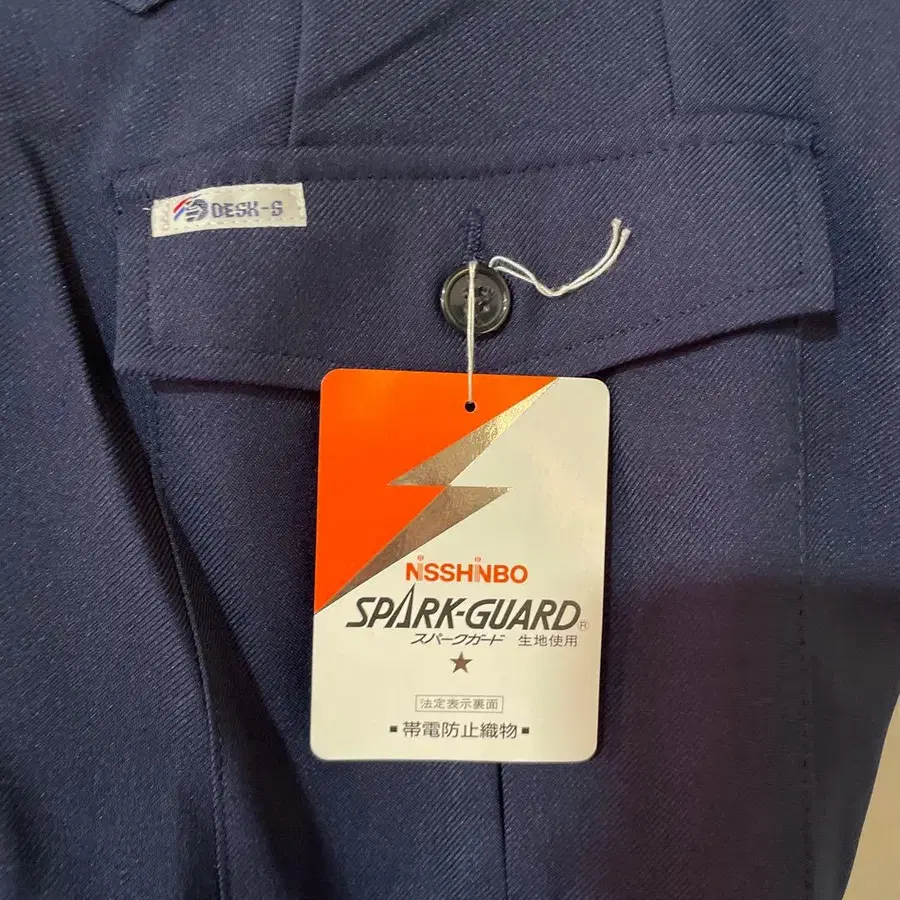 DESK-S
NISSHINBO
SPARK-GUARD®
スパークガード 生地使用
★
法定表示裏面
▪帯電防止織物▪